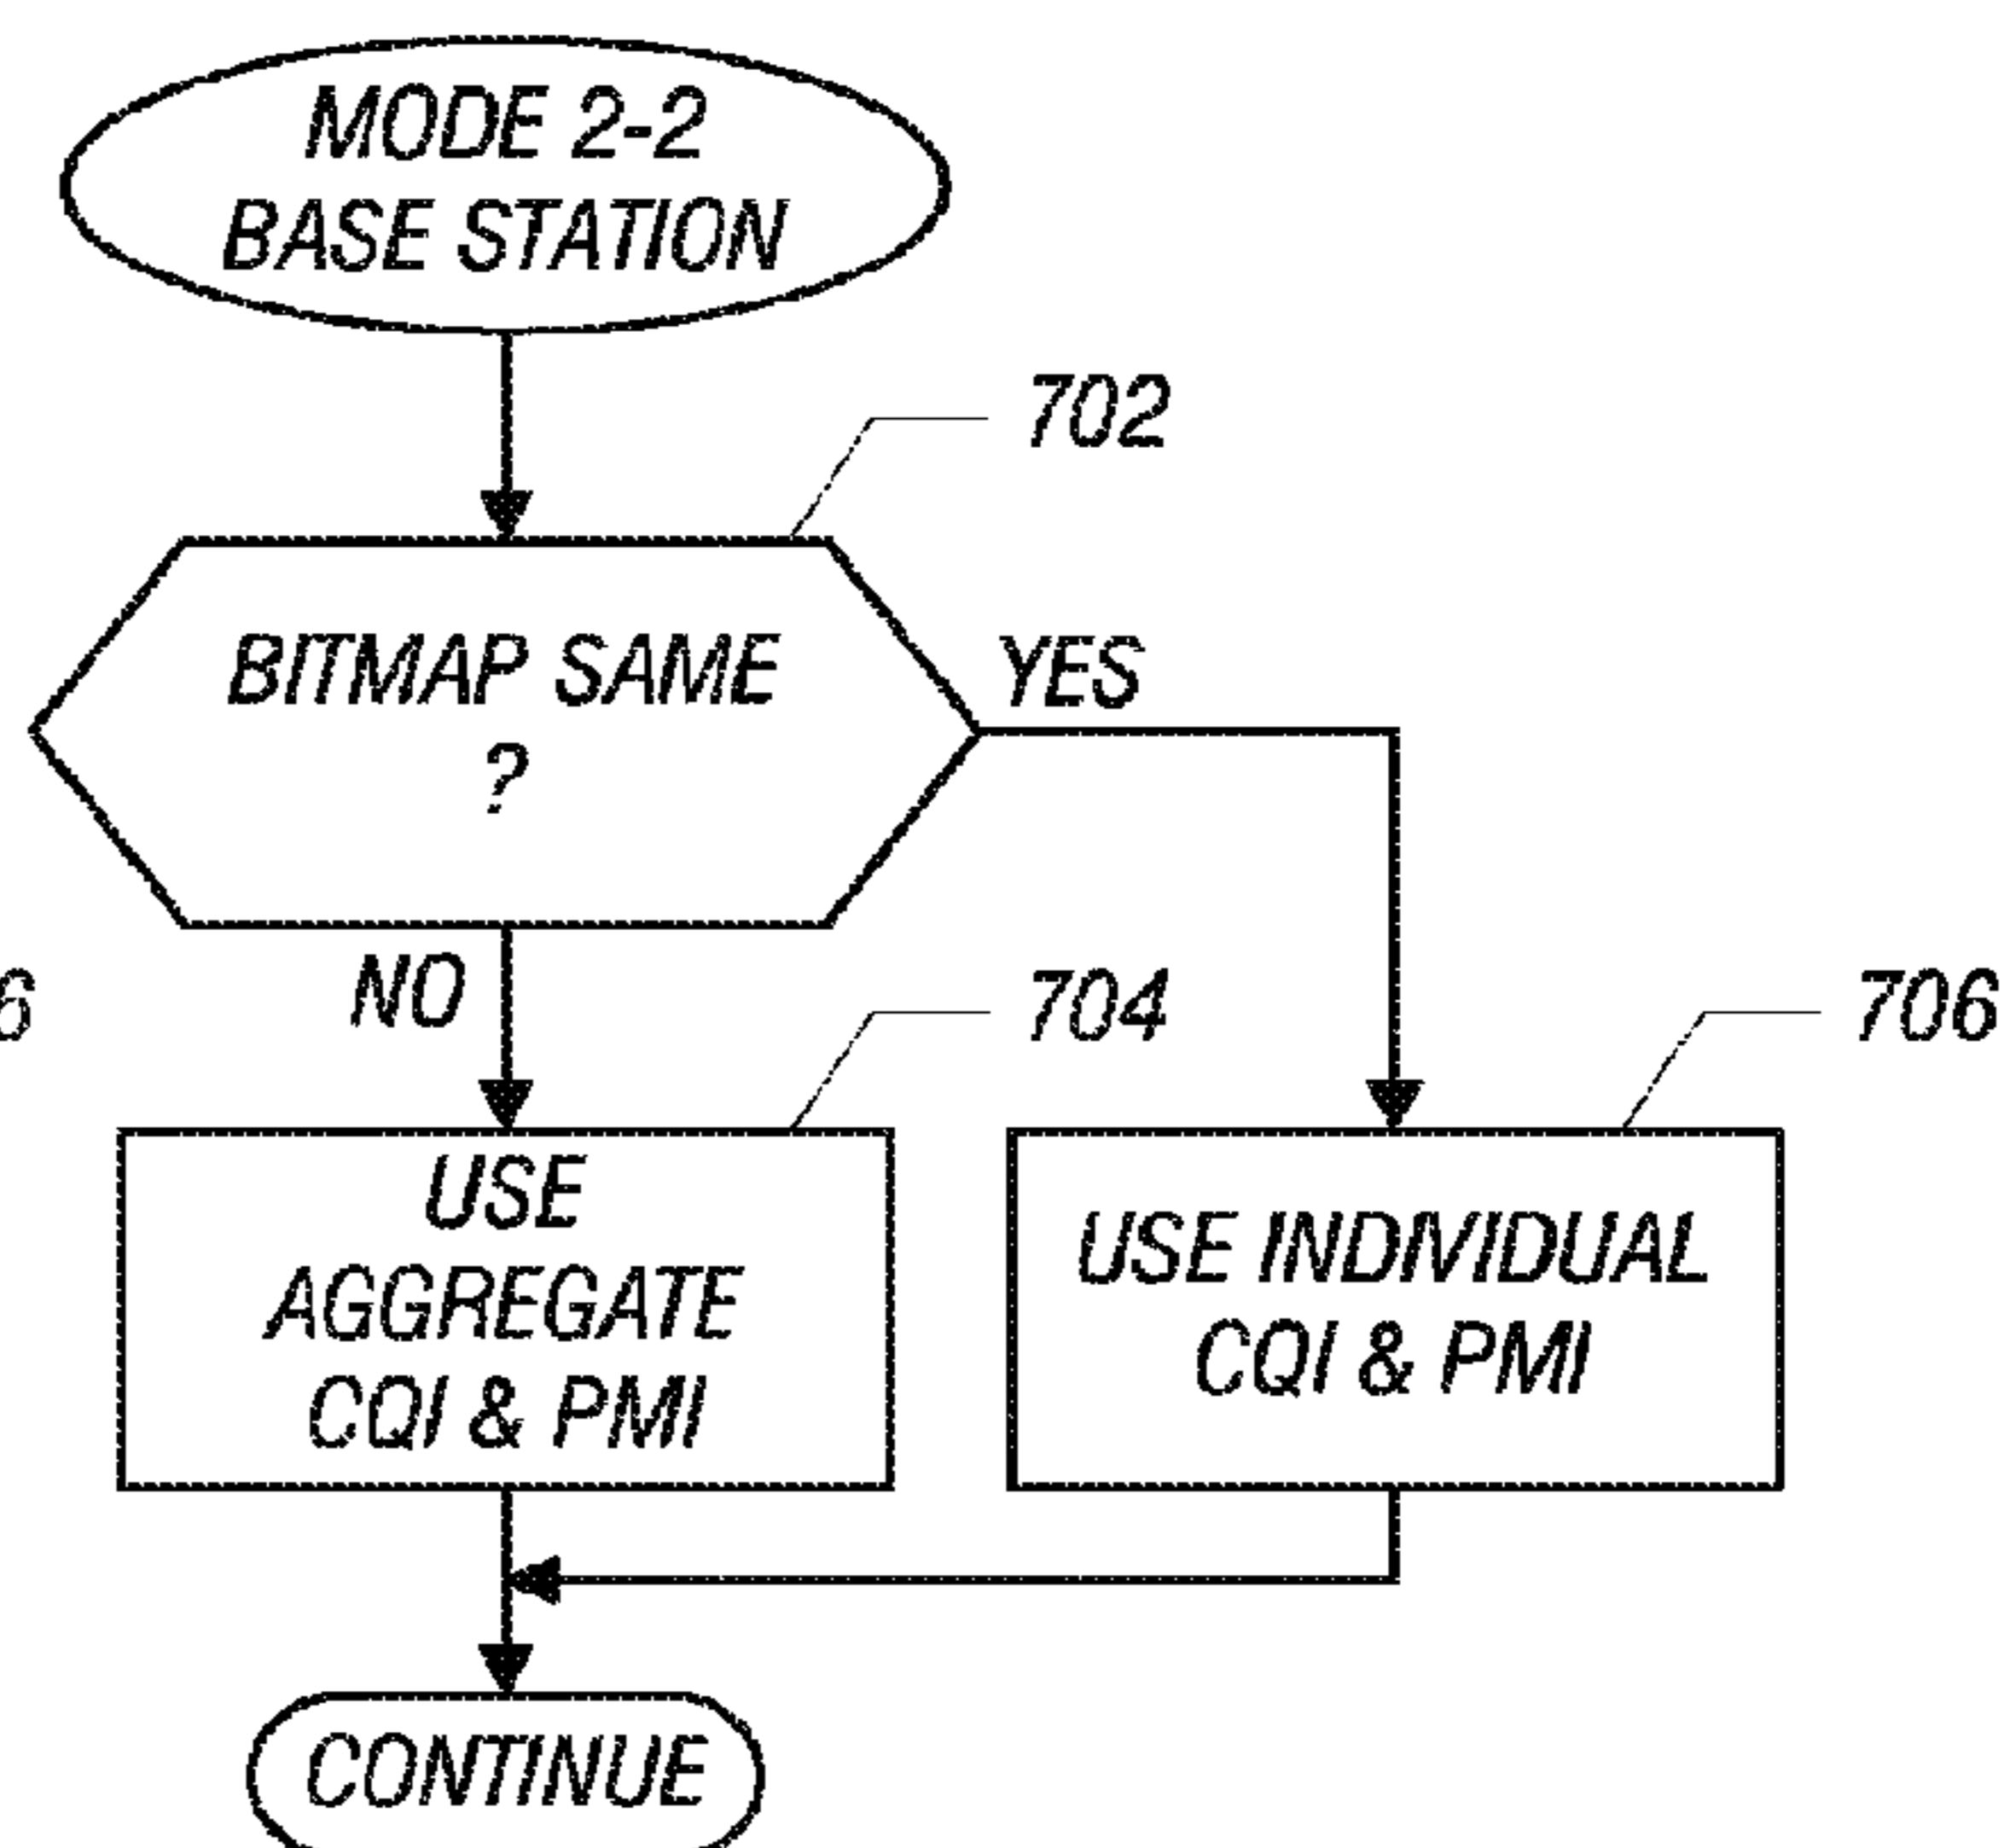 MODE 2-2
BASE STATION
702
BITMAP SAME
?
YES
NO
6
704
706
USE
AGGREGATE
CQI & PMI
USE INDIVIDUAL
CQI & PMI
CONTINUE